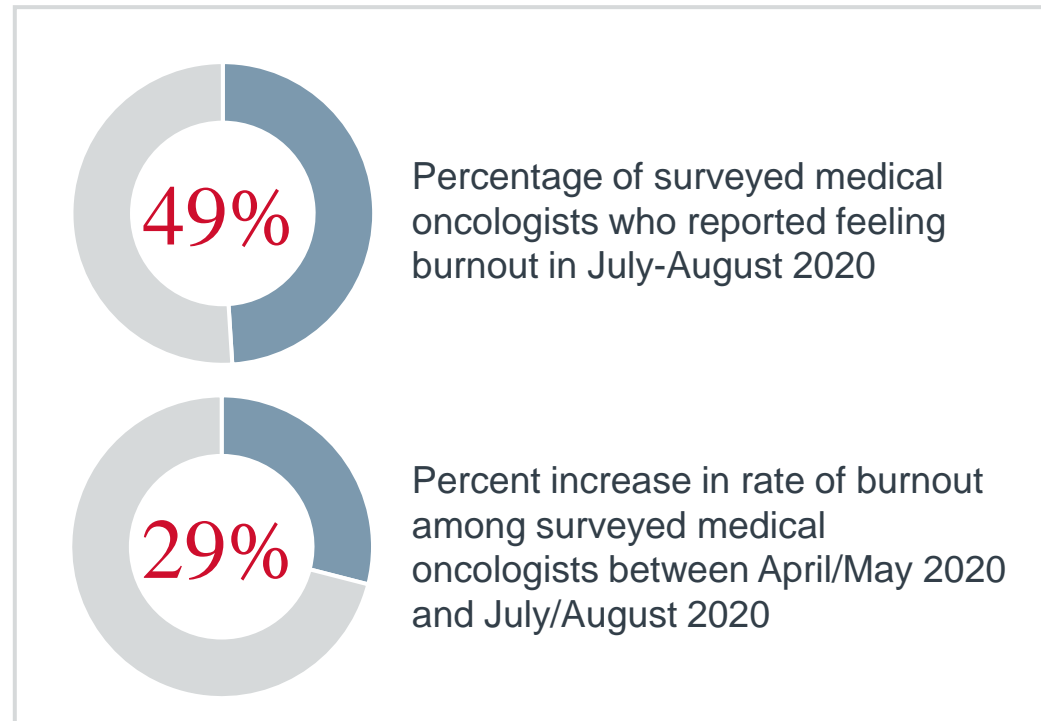 49%
Percentage of surveyed medical
oncologists who reported feeling
burnout in July-August 2020
29%
Percent increase in rate of burnout
among surveyed medical
oncologists between April/May 2020
and July/August 2020